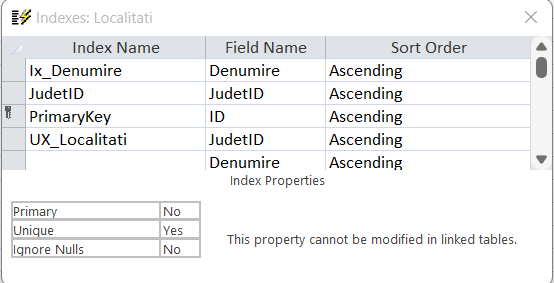 Indexes: Localitati
Index Name Field Name Sort Order
Ix_Denumire Denumire Ascending
JudetID JudetID Ascending
PrimaryKey ID Ascending
UX_Localitati JudetID Ascending
Denumire Ascending
Index Properties
Primary No
Unique Yes
Ignore Nulls No
This property cannot be modified in linked tables.